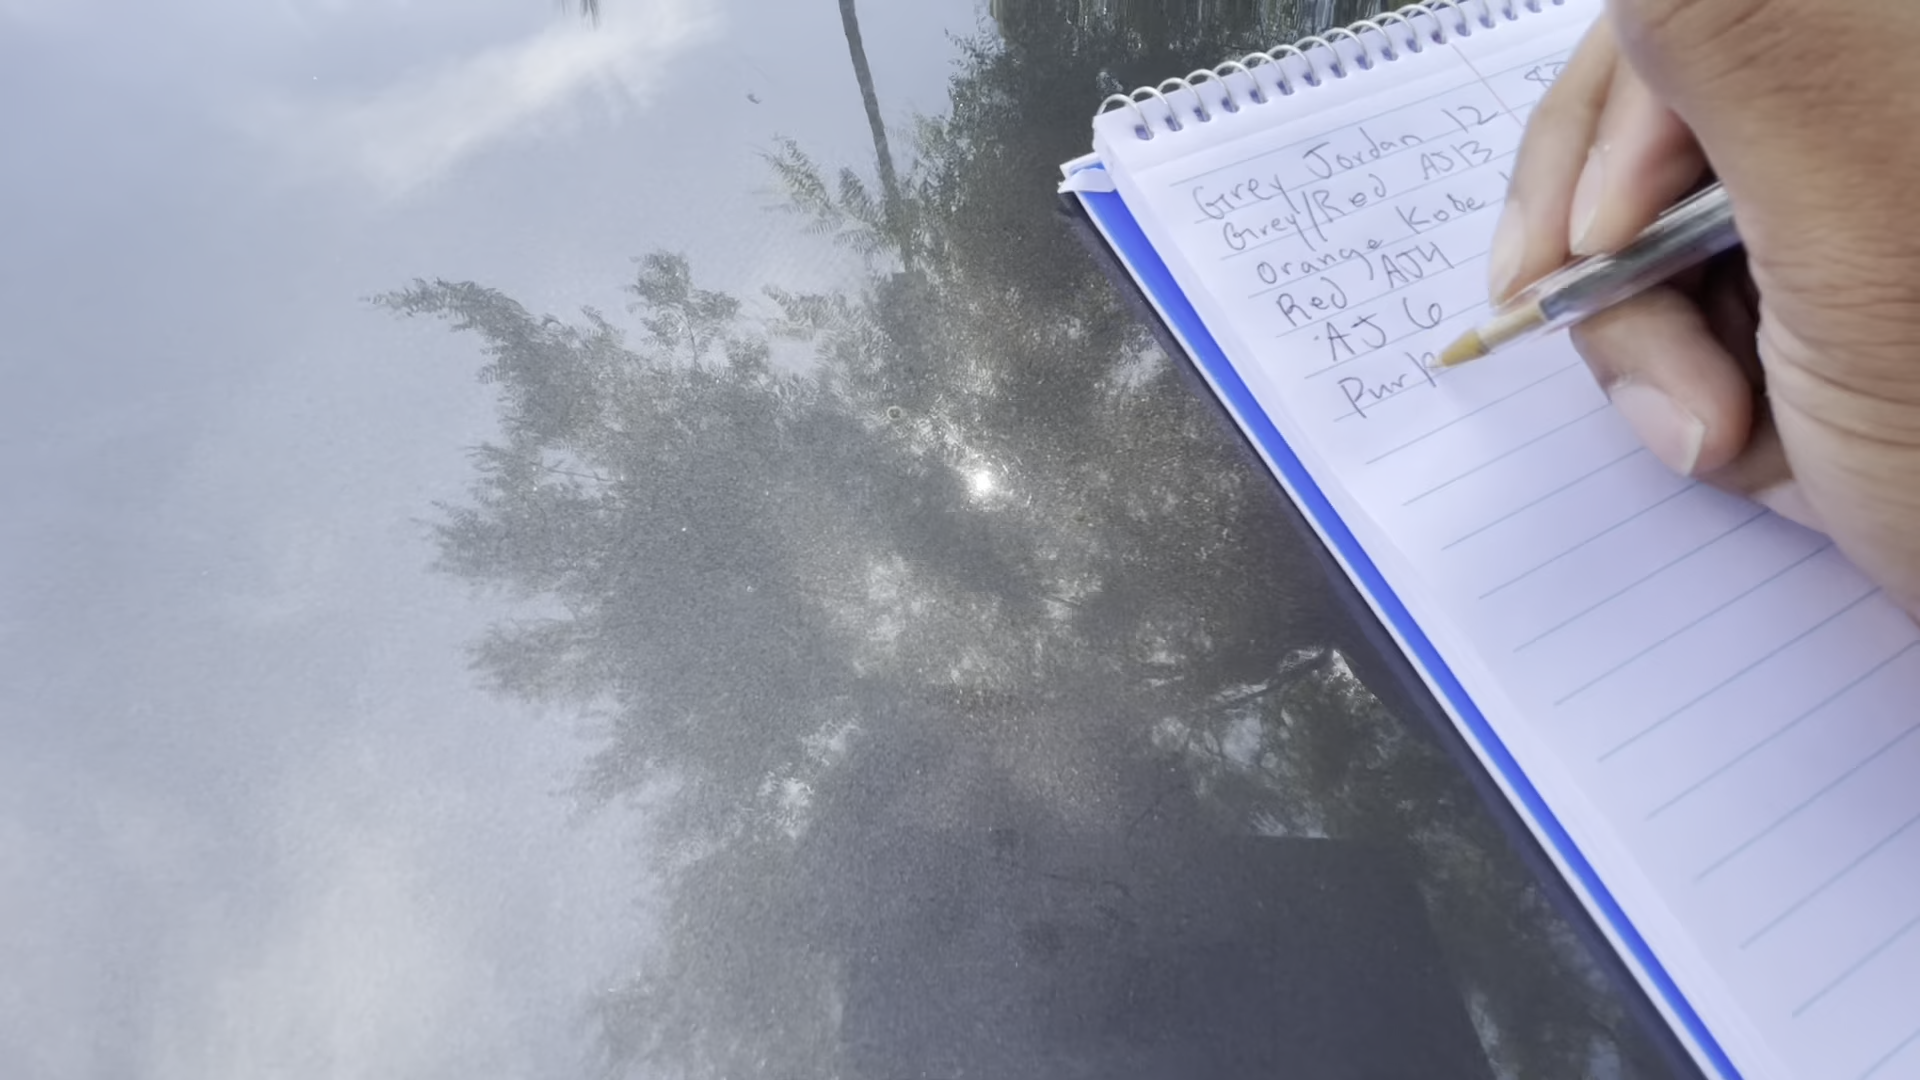 Grey Jordan 12
Grey/Red AJ13
Orange Kobe
Red AJ4
AJ 6
Purp